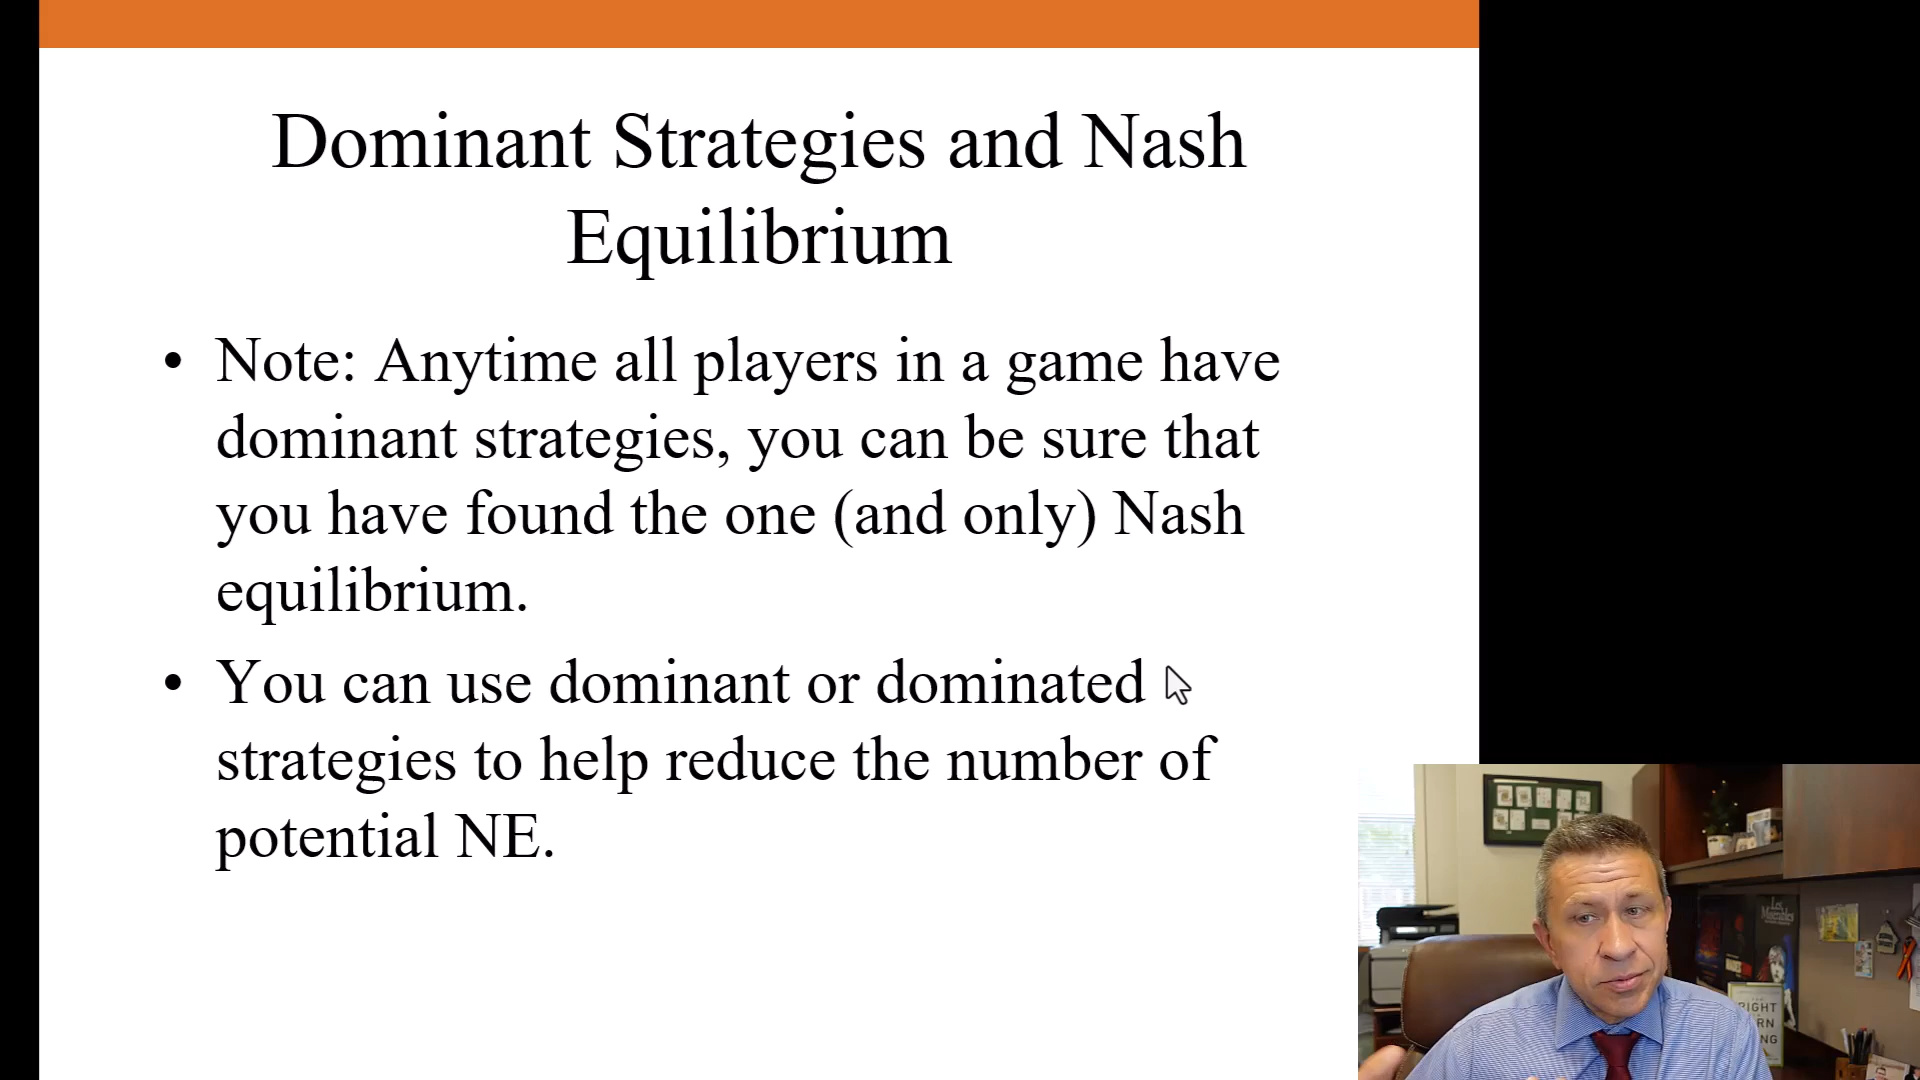 Dominant Strategies and Nash
Equilibrium
• Note: Anytime all players in a game have
dominant strategies, you can be sure that
you have found the one (and only) Nash
equilibrium.
• You can use dominant or dominated
strategies to help reduce the number of
potential NE.
Les
RIGHT